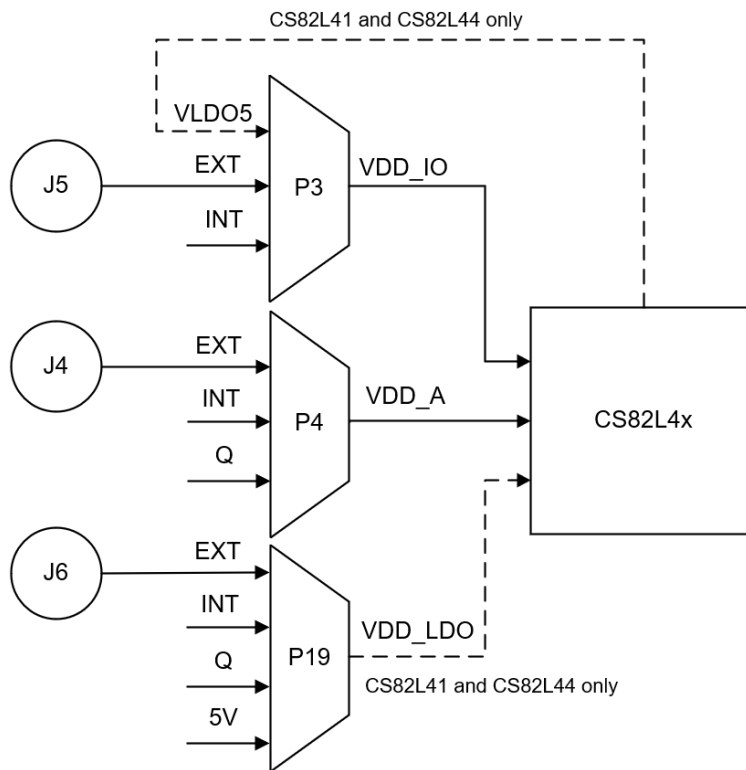 CS82L41 and CS82L44 only
VLDO5
J5
EXT
P3
VDD_IO
INT
J4
EXT
INT
P4
VDD_A
CS82L4x
Q
J6
EXT
INT
P19
VDD_LDO
Q
CS82L41 and CS82L44 only
5V